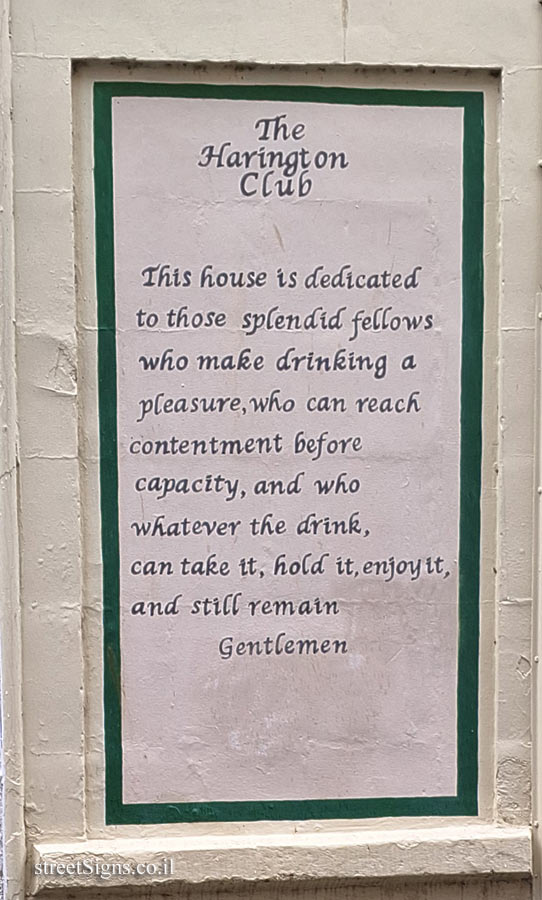 The
Harington
Club
This house is dedicated
to those splendid fellows
who make drinking a
pleasure, who can reach
contentment before
capacity, and who
whatever the drink,
can take it, hold it, enjoy it,
and still remain
Gentlemen
streetSigns.co.il